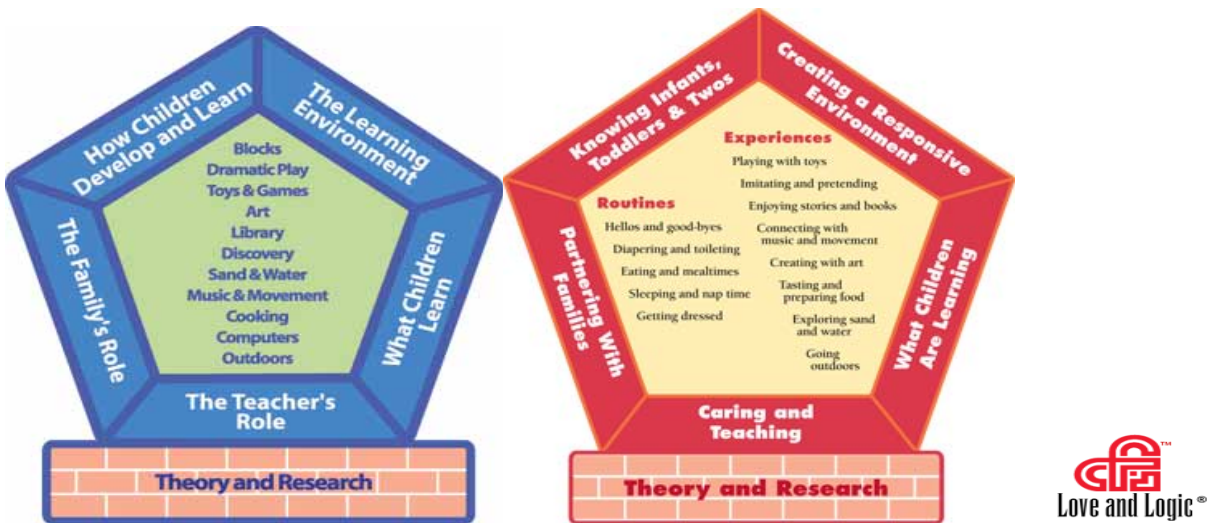 How Children
Develop and Learn
The Learning
Environment
The Family's Role
Blocks
Dramatic Play
Toys & Games
Art
Library
Discovery
Sand & Water
Music & Movement
Cooking
Computers
Outdoors
What Children
Learn
The Teacher's
Role
Theory and Research
Knowing Infants,
Toddlers & Twos
Creating a Responsive
Environment
Partnering With
Families
Routines
Hellos and good-byes
Diapering and toileting
Eating and mealtimes
Sleeping and nap time
Getting dressed
Experiences
Playing with toys
Imitating and pretending
Enjoying stories and books
Connecting with
music and movement
Creating with art
Tasting and
preparing food
Exploring sand
and water
Going
outdoors
What Children
Are Learning
Caring and
Teaching
Theory and Research
TM
Love and Logic®